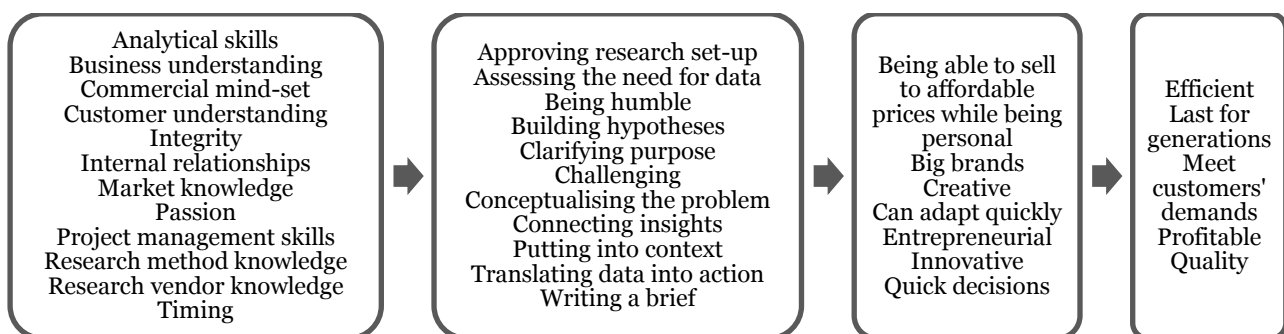 Analytical skills
Business understanding
Commercial mind-set
Customer understanding
Integrity
Internal relationships
Market knowledge
Passion
Project management skills
Research method knowledge
Research vendor knowledge
Timing
Approving research set-up
Assessing the need for data
Being humble
Building hypotheses
Clarifying purpose
Challenging
Conceptualising the problem
Connecting insights
Putting into context
Translating data into action
Writing a brief
Being able to sell
to affordable
prices while being
personal
Big brands
Creative
Can adapt quickly
Entrepreneurial
Innovative
Quick decisions
Efficient
Last for
generations
Meet
customers'
demands
Profitable
Quality